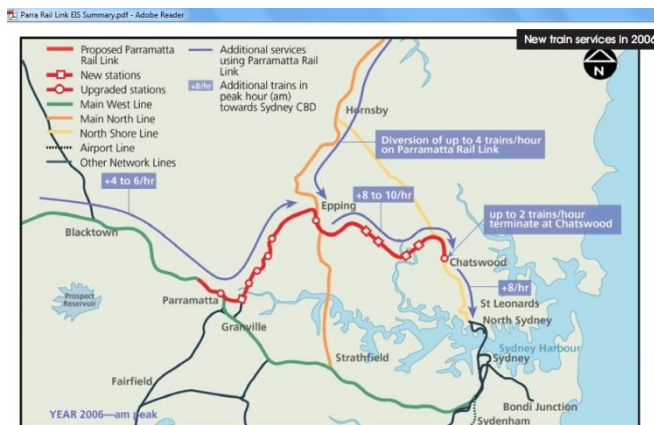 Parra Rail Link EIS Summary.pdf - Adobe Reader
New train services in 2006
Proposed Parramatta
Rail Link
New stations
Upgraded stations
Main West Line
Main North Line
North Shore Line
Airport Line
Other Network Lines
Additional services
using Parramatta Rail
Link
+8/hr
Additional trains in
peak hour (am)
towards Sydney CBD
N
Hornsby
Diversion of up to 4 trains/hour
on Parramatta Rail Link
+4 to 6/hr
+8 to 10/hr
Epping
up to 2 trains/hour
terminate at Chatswood
Blacktown
Chatswood
+8/hr
Prospect
Reservoir
Parramatta
St Leonards
North Sydney
Granville
Sydney Harbour
Strathfield
Sydney
Fairfield
Bondi Junction
YEAR 2006—am peak
Sydenham